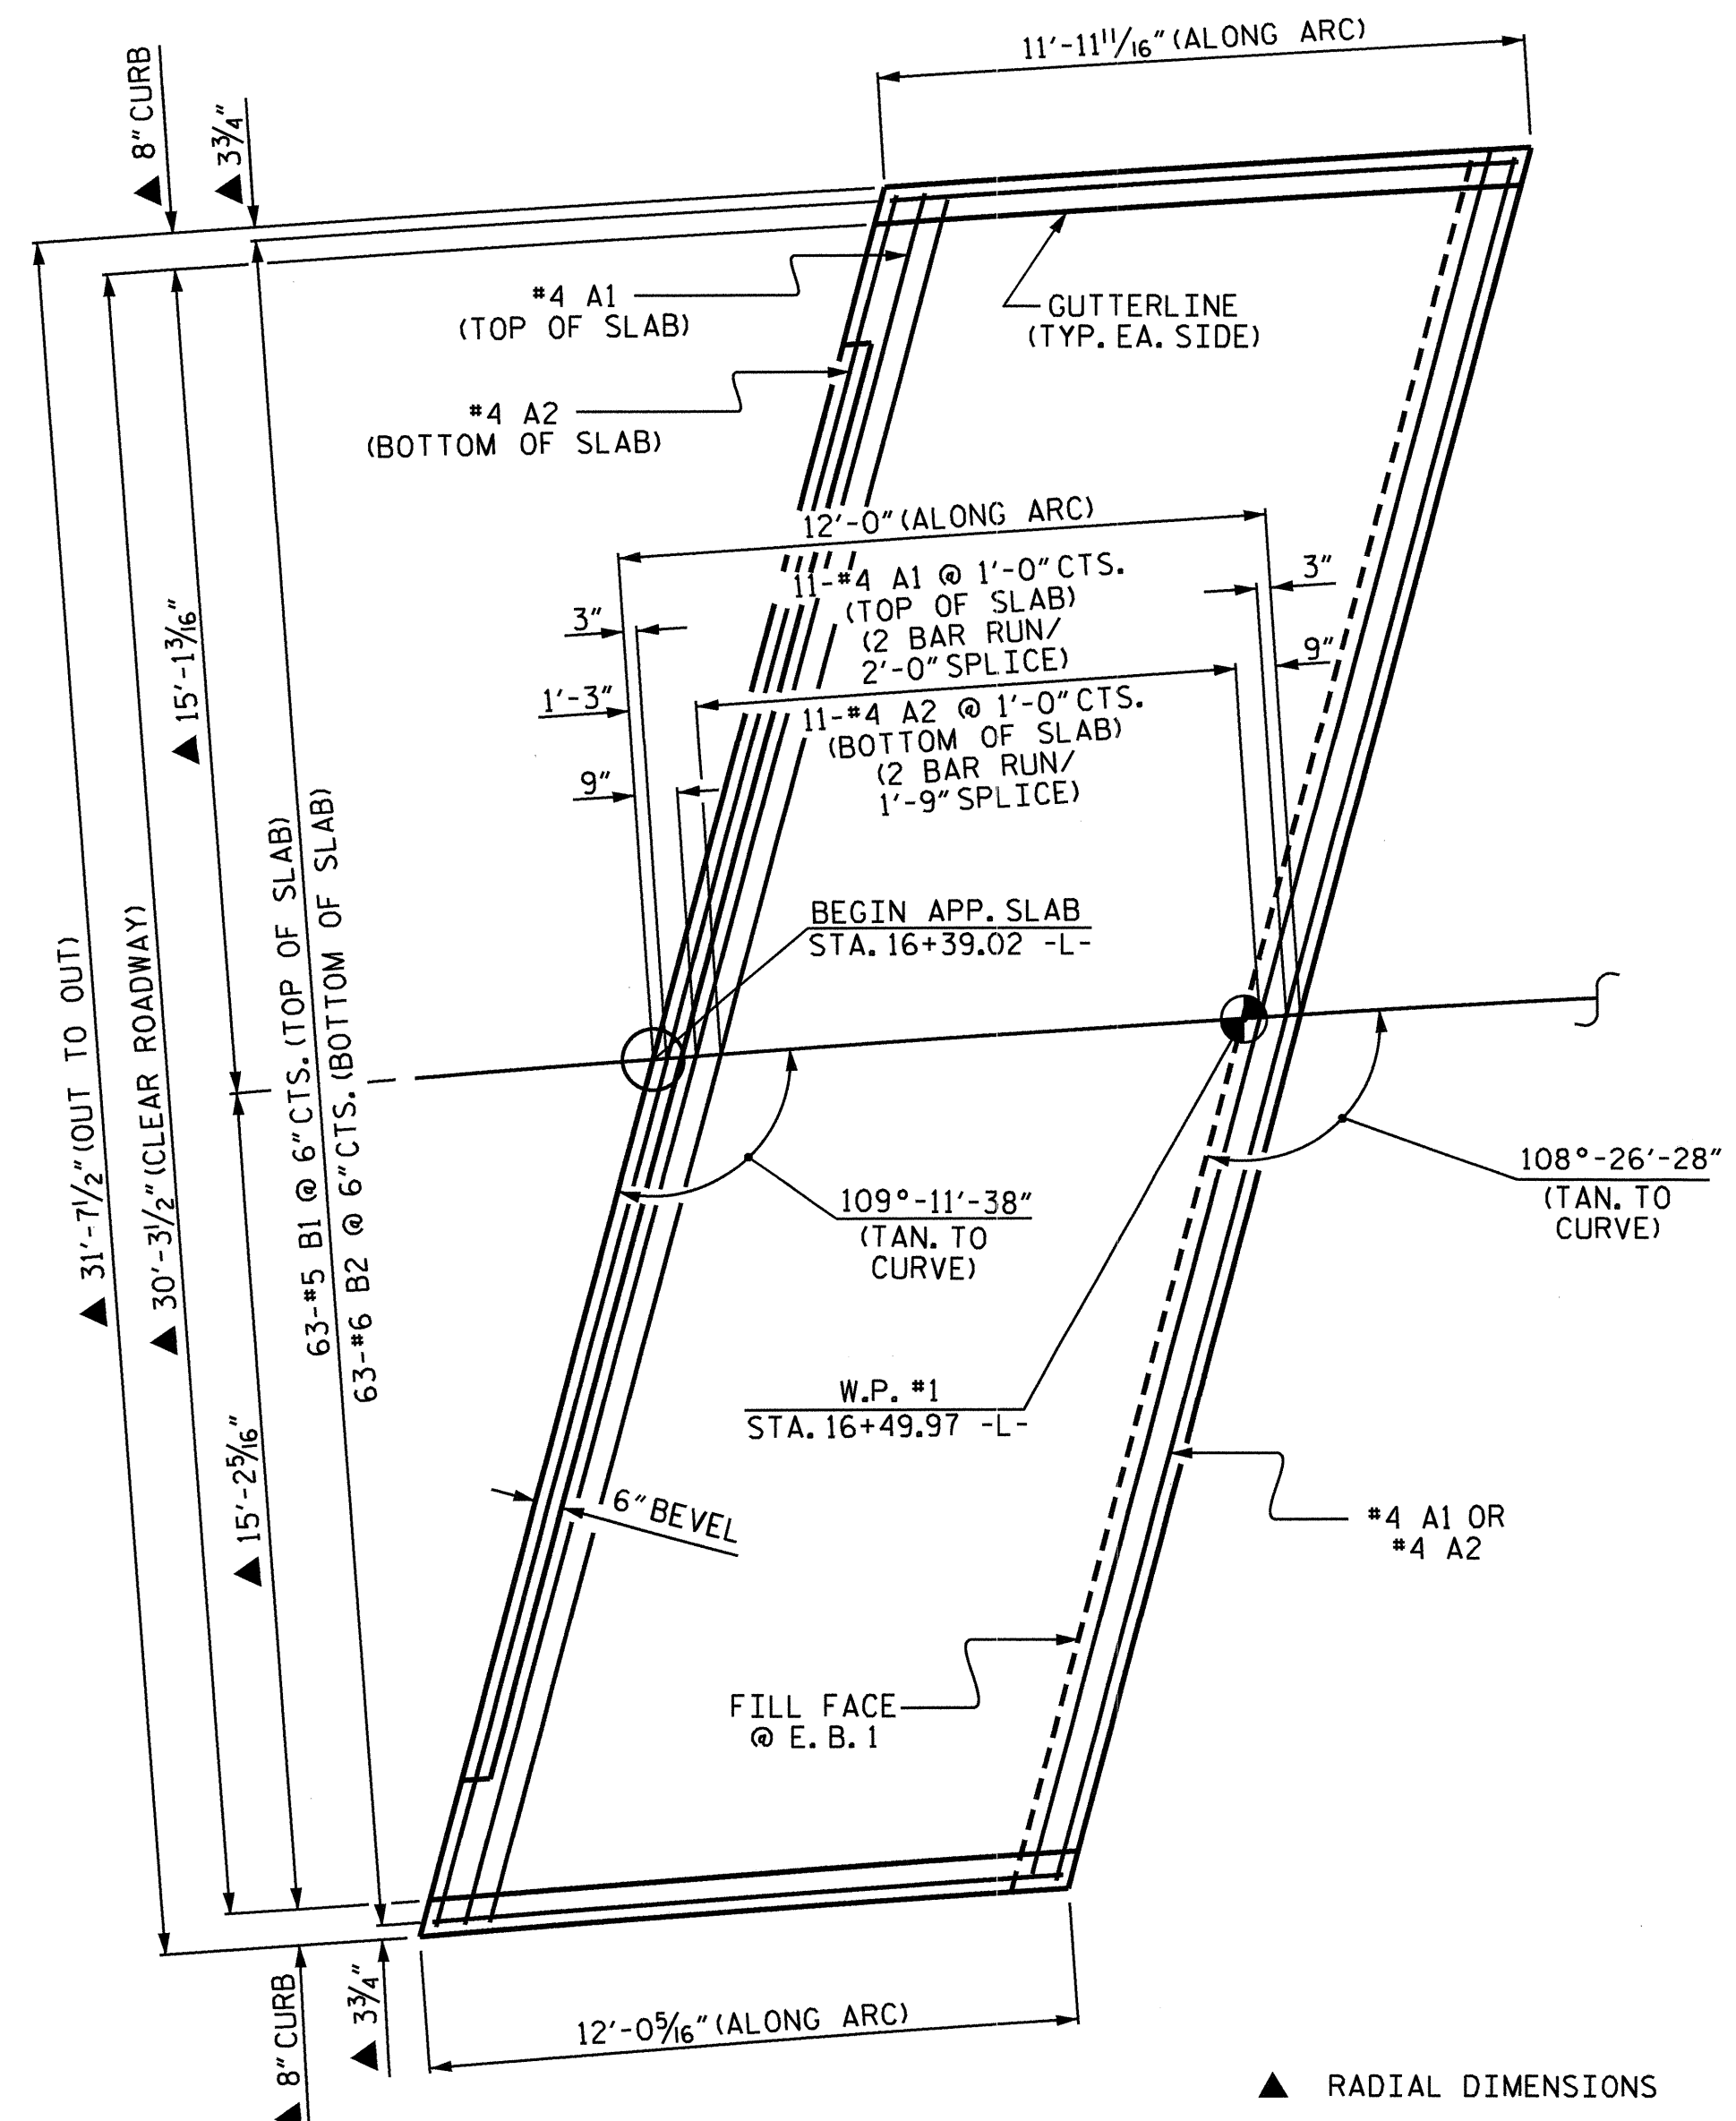 11'-11 11/16" (ALONG ARC)
8" CURB
3 3/4"
#4 A1
(TOP OF SLAB)
GUTTERLINE
(TYP. EA. SIDE)
#4 A2
(BOTTOM OF SLAB)
12'-0" (ALONG ARC)
11-#4 A1 @ 1'-0" CTS.
(TOP OF SLAB)
(2 BAR RUN/
2'-0" SPLICE)
3"
3"
9"
1'-3"
11-#4 A2 @ 1'-0" CTS.
(BOTTOM OF SLAB)
(2 BAR RUN/
1'-9" SPLICE)
9"
15'-1 3/16"
31'-7 1/2" (OUT TO OUT)
30'-3 1/2" (CLEAR ROADWAY)
63-#5 B1 @ 6" CTS. (TOP OF SLAB)
63-#6 B2 @ 6" CTS. (BOTTOM OF SLAB)
BEGIN APP. SLAB
STA. 16+39.02 -L-
109°-11'-38"
(TAN. TO
CURVE)
108°-26'-28"
(TAN. TO
CURVE)
W.P. #1
STA. 16+49.97 -L-
15'-2 5/16"
6" BEVEL
#4 A1 OR
#4 A2
FILL FACE
@ E.B. 1
8" CURB
3 3/4"
12'-0 5/16" (ALONG ARC)
▲ RADIAL DIMENSIONS